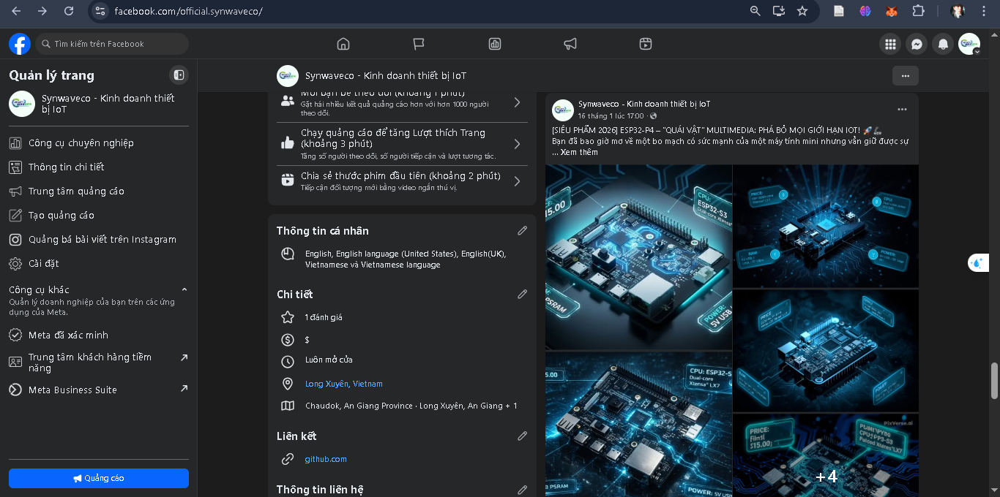 facebook.com/official.synwaveco/
Tìm kiếm trên Facebook
Quản lý trang
Synwaveco - Kinh doanh thiết
bị IoT
Công cụ chuyên nghiệp
Thông tin chi tiết
Trung tâm quảng cáo
Tạo quảng cáo
Quảng bá bài viết trên Instagram
Cài đặt
Công cụ khác
Quản lý doanh nghiệp của bạn trên các ứng
dụng của Meta.
Meta đã xác minh
Trung tâm khách hàng tiềm
năng
Meta Business Suite
Quảng cáo
Synwaveco - Kinh doanh thiết bị IoT
Mời bạn bè theo dõi (khoảng 1 phút)
Gặt hái nhiều kết quả quảng cáo hơn với hơn 1000 người
theo dõi.
Chạy quảng cáo để tăng Lượt thích Trang
(khoảng 3 phút)
Tăng số người theo dõi, số người tiếp cận và lượt tương tác.
Chia sẻ thước phim đầu tiên (khoảng 2 phút)
Tiếp cận đối tượng mới bằng video ngắn thú vị.
Thông tin cá nhân
English, English language (United States), English(UK),
Vietnamese và Vietnamese language
Chi tiết
1 đánh giá
$
Luôn mở cửa
Long Xuyên, Vietnam
Chaudok, An Giang Province · Long Xuyên, An Giang + 1
Liên kết
github.com
Thông tin liên hệ
Synwaveco - Kinh doanh thiết bị IoT
16 tháng 1 lúc 17:00 ·
[SIÊU PHẨM 2026] ESP32-P4 – "QUÁI VẬT" MULTIMEDIA: PHÁ BỎ MỌI GIỚI HẠN IOT! 🚀🦾
Bạn đã bao giờ mơ về một bo mạch có sức mạnh của một máy tính mini nhưng vẫn giữ được sự
... Xem thêm
15.00
CPU:
ESP32-S3
Dual-core
Xtensa
PSRAM
POWER:
5V USB
PRICE:
CPU:
RAM
POWER:
PRICE:
5.00
CPU: ESP32-S
Dual-core
Xtensa® LX7
PSRAM
POWER: 5V USB
PixVerse.ai
PRICE:
$15.00)
+4